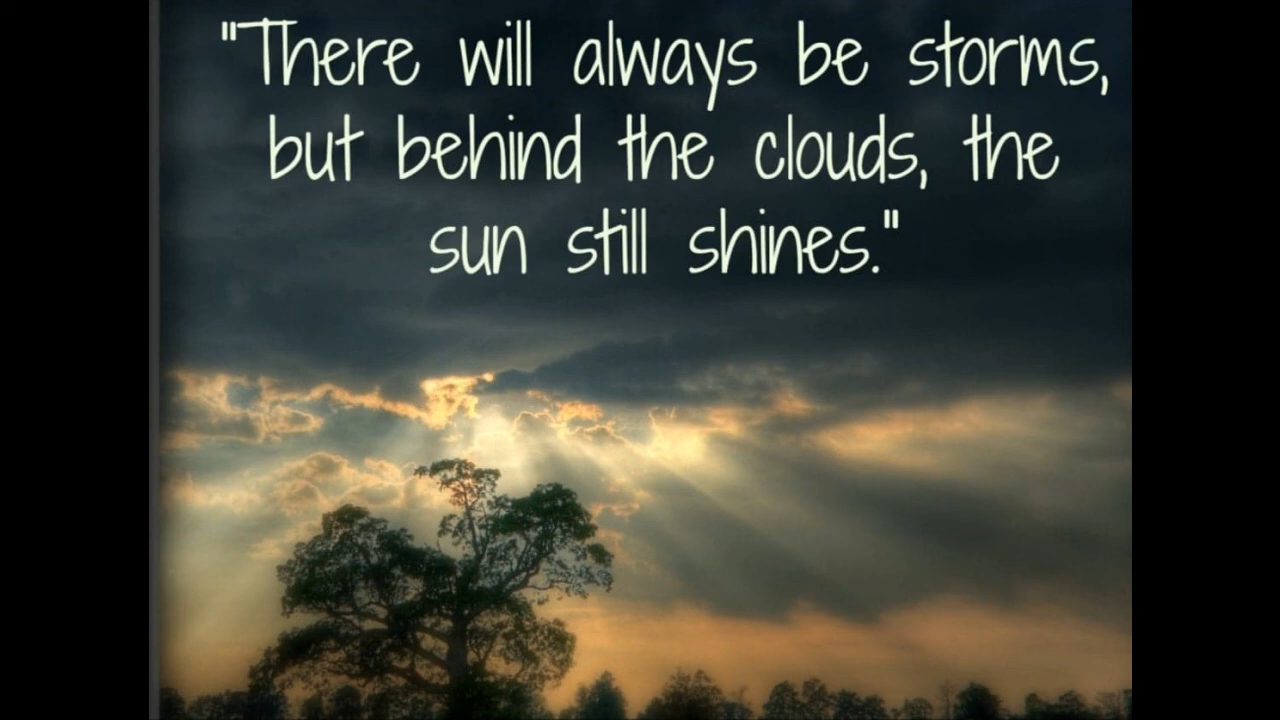 "There will always be storms,
but behind the clouds, the
sun still shines."